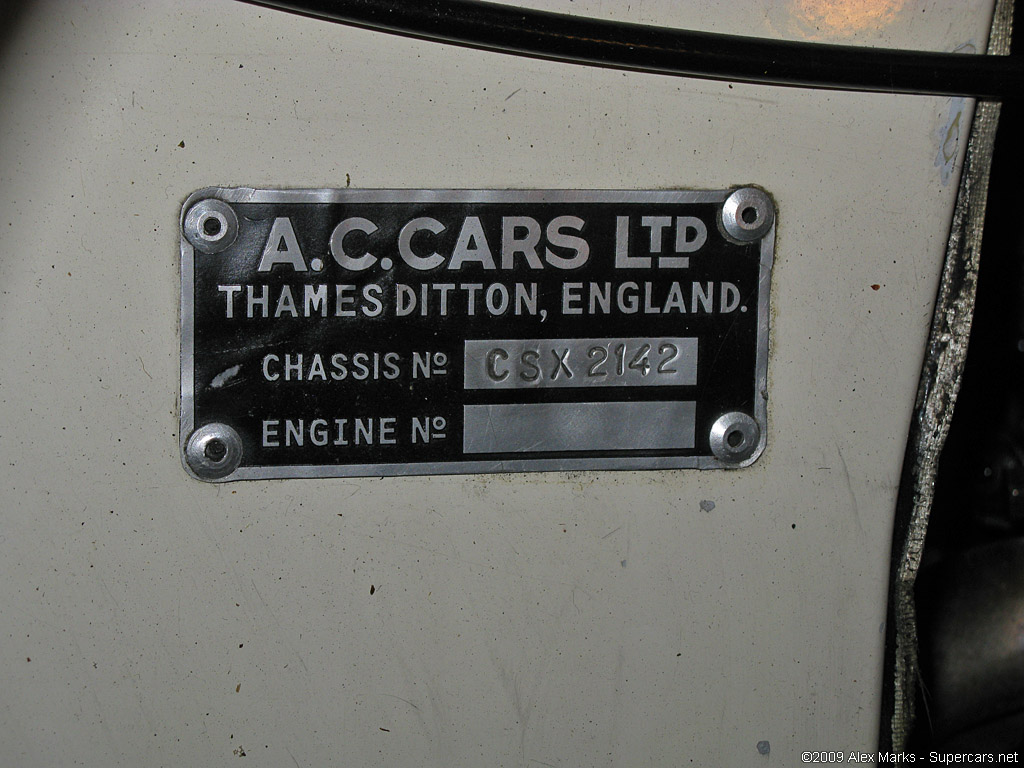 A.C.CARS LTD
THAMES DITTON, ENGLAND.
CHASSIS Nº CSX 2142
ENGINE Nº
©2009 Alex Marks - Supercars.net